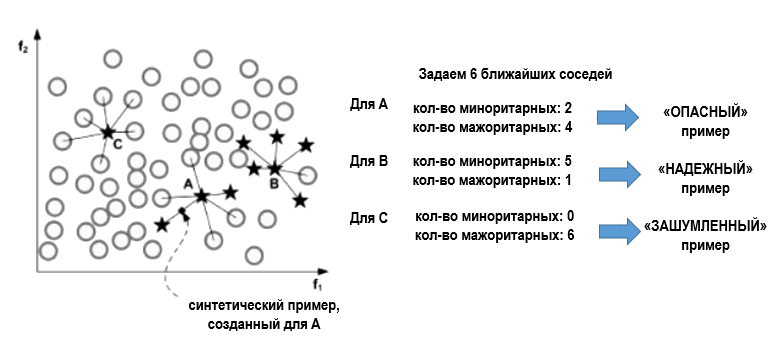 f2
C
A
B
f1
синтетический пример,
созданный для А
Задаем 6 ближайших соседей
Для А
кол-во миноритарных: 2
кол-во мажоритарных: 4
«ОПАСНЫЙ»
пример
Для В
кол-во миноритарных: 5
кол-во мажоритарных: 1
«НАДЕЖНЫЙ»
пример
Для С
кол-во миноритарных: 0
кол-во мажоритарных: 6
«ЗАШУМЛЕННЫЙ»
пример